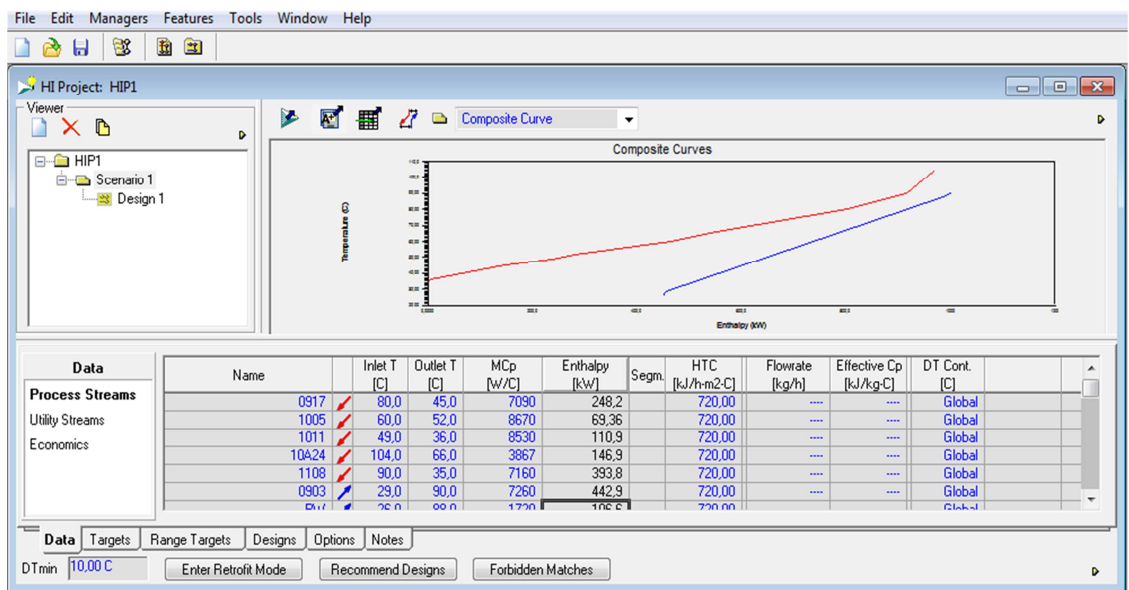 File Edit Managers Features Tools Window Help
HI Project: HIP1
Viewer
Composite Curve
HIP1
Scenario 1
Design 1
Composite Curves
Temperature (C)
Enthalpy (kW)
Data
Process Streams
Utility Streams
Economics
Name Inlet T [C] Outlet T [C] MCp [W/C] Enthalpy [kW] Segm. HTC [kJ/h-m2-C] Flowrate [kg/h] Effective Cp [kJ/kg-C] DT Cont. [C]
0917 80,0 45,0 7090 248,2 720,00 ---- ---- Global
1005 60,0 52,0 8670 69,36 720,00 ---- ---- Global
1011 49,0 36,0 8530 110,9 720,00 ---- ---- Global
10A24 104,0 66,0 3867 146,9 720,00 ---- ---- Global
1108 90,0 35,0 7160 393,8 720,00 ---- ---- Global
0903 29,0 90,0 7260 442,9 720,00 ---- ---- Global
Data Targets Range Targets Designs Options Notes
DTmin 10,00 C Enter Retrofit Mode Recommend Designs Forbidden Matches